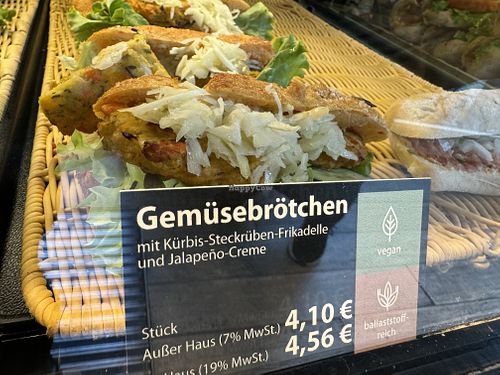 HappyCow
Gemüsebrötchen
mit Kürbis-Steckrüben-Frikadelle
und Jalapeño-Creme
vegan
ballaststoff-
reich
Stück
Außer Haus (7% MwSt.) 4,10 €
Haus (19% MwSt.) 4,56 €